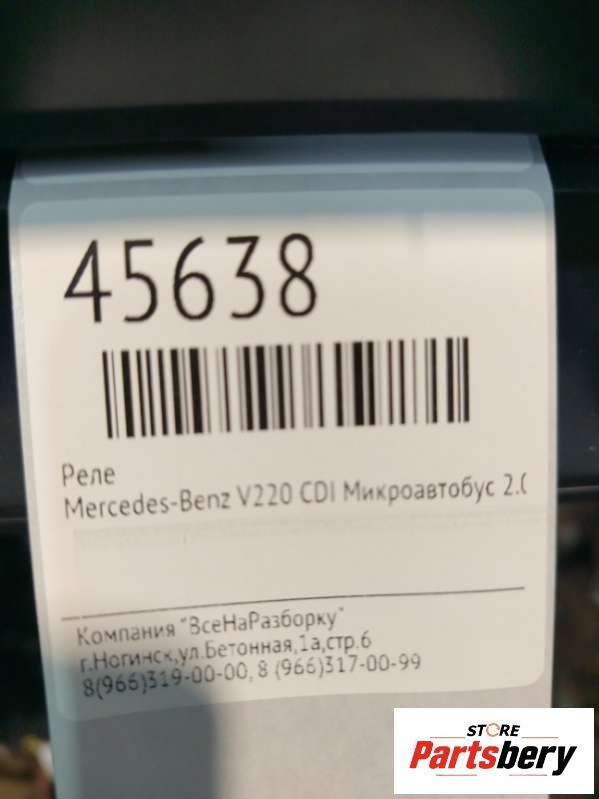 45638
Реле
Mercedes-Benz V220 CDI Микроавтобус 2.
Компания "ВсеНаРазборку"
г.Ногинск,ул.Бетонная,1а,стр.6
8(966)319-00-00, 8 (966)317-00-99
STORE
Partsbery